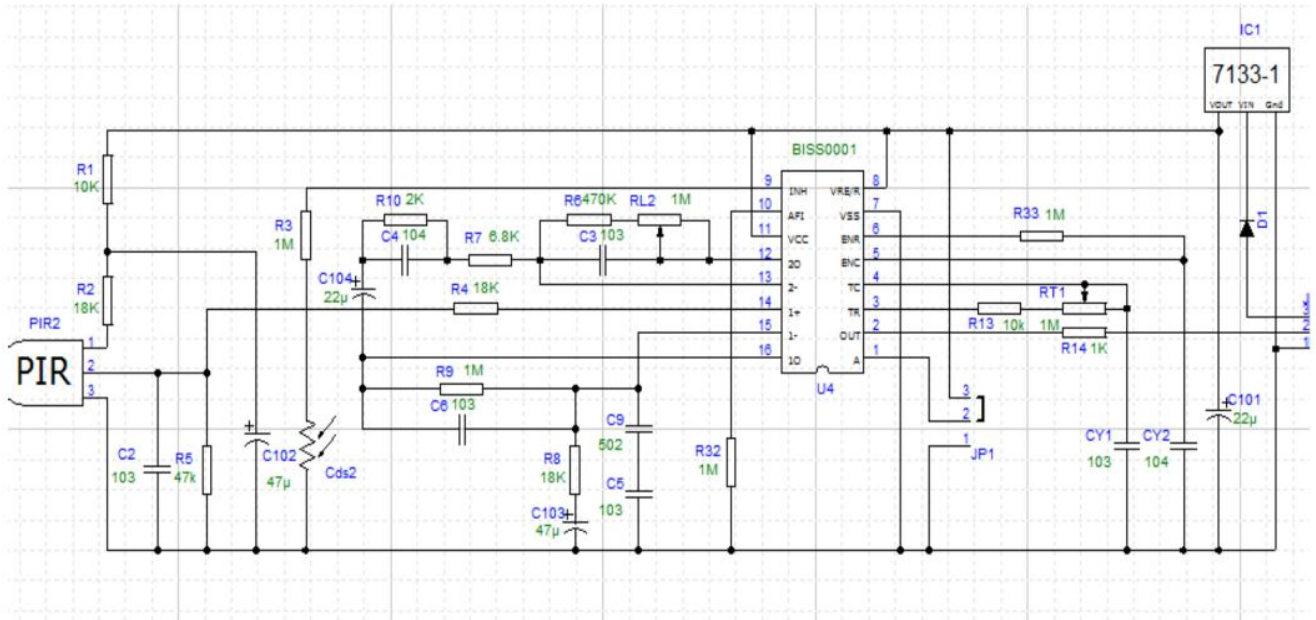 IC1
7133-1
VOUT VIN Gnd
BISS0001
R1
10K
9 INH VRE/R 8
R10 2K
R6 470K RL2 1M
10 AFI VSS 7
R3
1M
R33 1M
D1
C4 104 R7 6.8K
C3 103
11 VCC ENR 6
12 2O ENC 5
C104
22µ
13 2- TC 4
R2
18K
R4 18K
RT1
14 1+ TR 3
R13 10k 1M
3
PIR2
15 1- OUT 2
R14 1K
2
1
PIR
1
2
3
16 1O A 1
U4
R9 1M
C6 103
3
2
1
JP1
C101
22µ
C9
502
C2
103
R5
47k
C102
47µ
Cds2
R8
18K
R32
1M
CY1
103
CY2
104
C5
103
C103
47µ